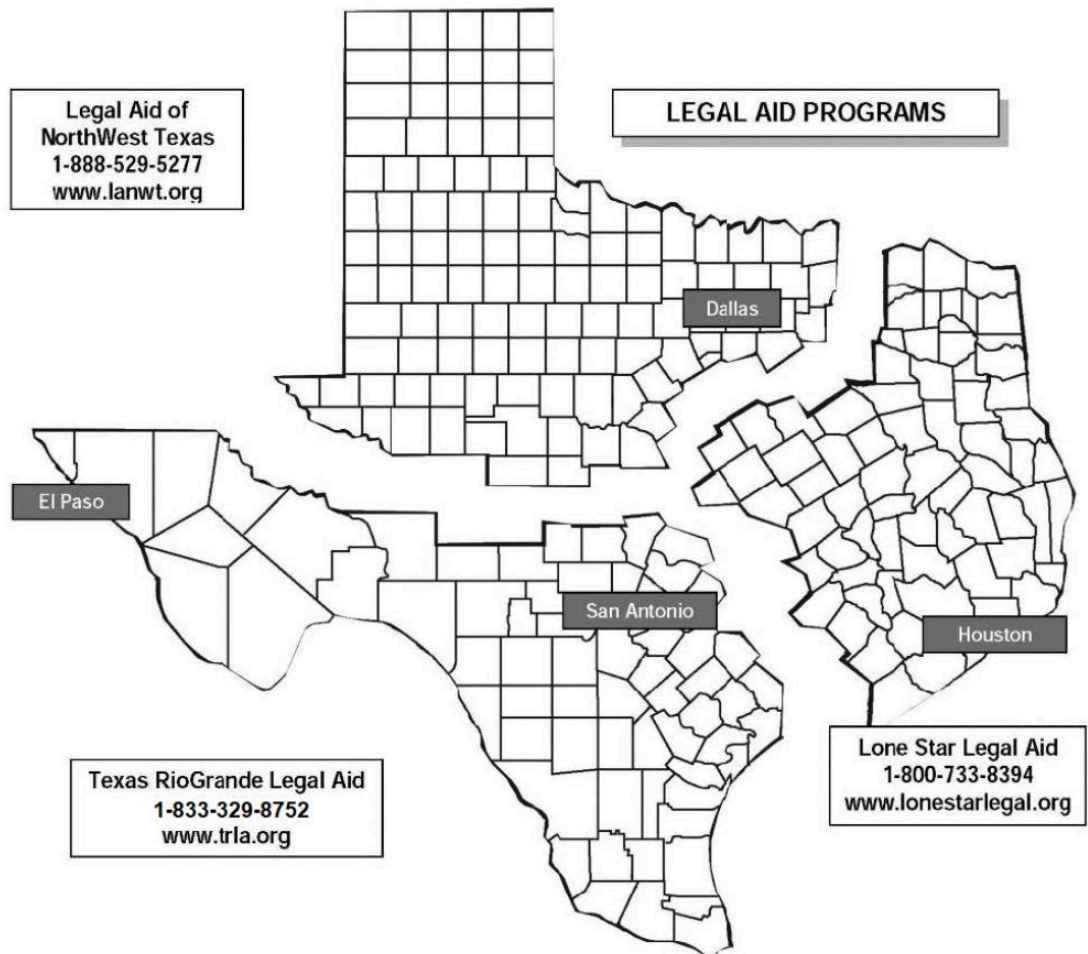 Legal Aid of
NorthWest Texas
1-888-529-5277
www.lanwt.org
LEGAL AID PROGRAMS
Dallas
El Paso
San Antonio
Houston
Texas RioGrande Legal Aid
1-833-329-8752
www.trla.org
Lone Star Legal Aid
1-800-733-8394
www.lonestarlegal.org